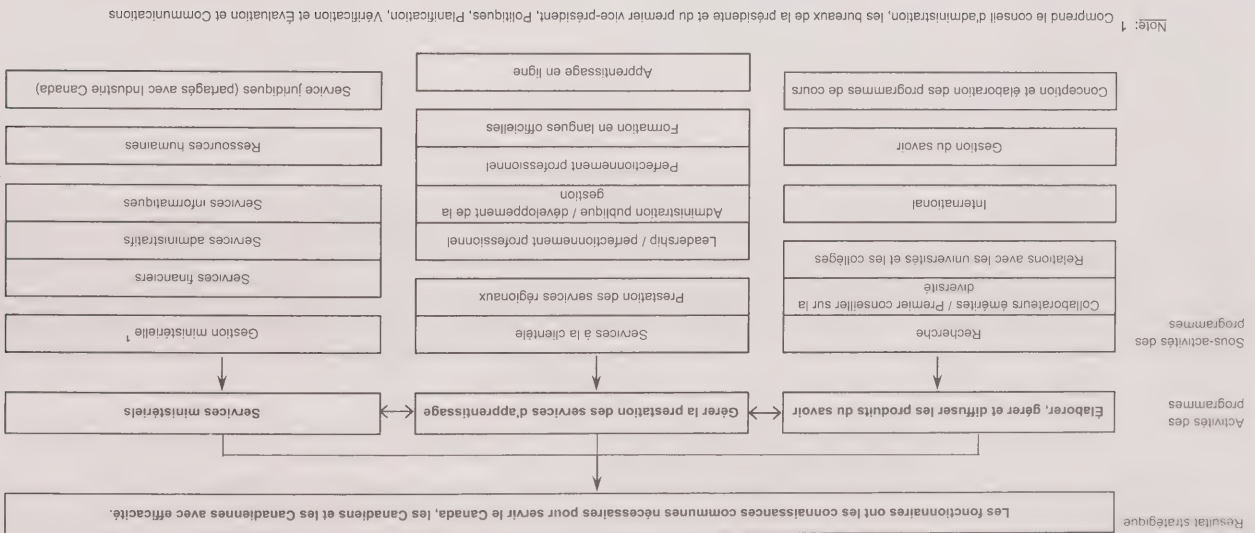 Resultat stratégique
Les fonctionnaires ont les connaissances communes nécessaires pour servir le Canada, les Canadiens et les Canadiennes avec efficacité.
Activités des
programmes
Élaborer, gérer et diffuser les produits du savoir
Gérer la prestation des services d'apprentissage
Services ministériels
Sous-activités des
programmes
Recherche
Collaborateurs émérites / Premier conseiller sur la
diversité
Relations avec les universités et les collèges
International
Gestion du savoir
Conception et élaboration des programmes de cours
Services à la clientèle
Prestation des services régionaux
Leadership / perfectionnement professionnel
Administration publique / développement de la
gestion
Perfectionnement professionnel
Formation en langues officielles
Apprentissage en ligne
Gestion ministérielle 1
Services financiers
Services administratifs
Services informatiques
Ressources humaines
Service juridiques (partagés avec Industrie Canada)
Note: 1 Comprend le conseil d'administration, les bureaux de la présidente et du premier vice-président, Politiques, Planification, Vérification et Évaluation et Communications